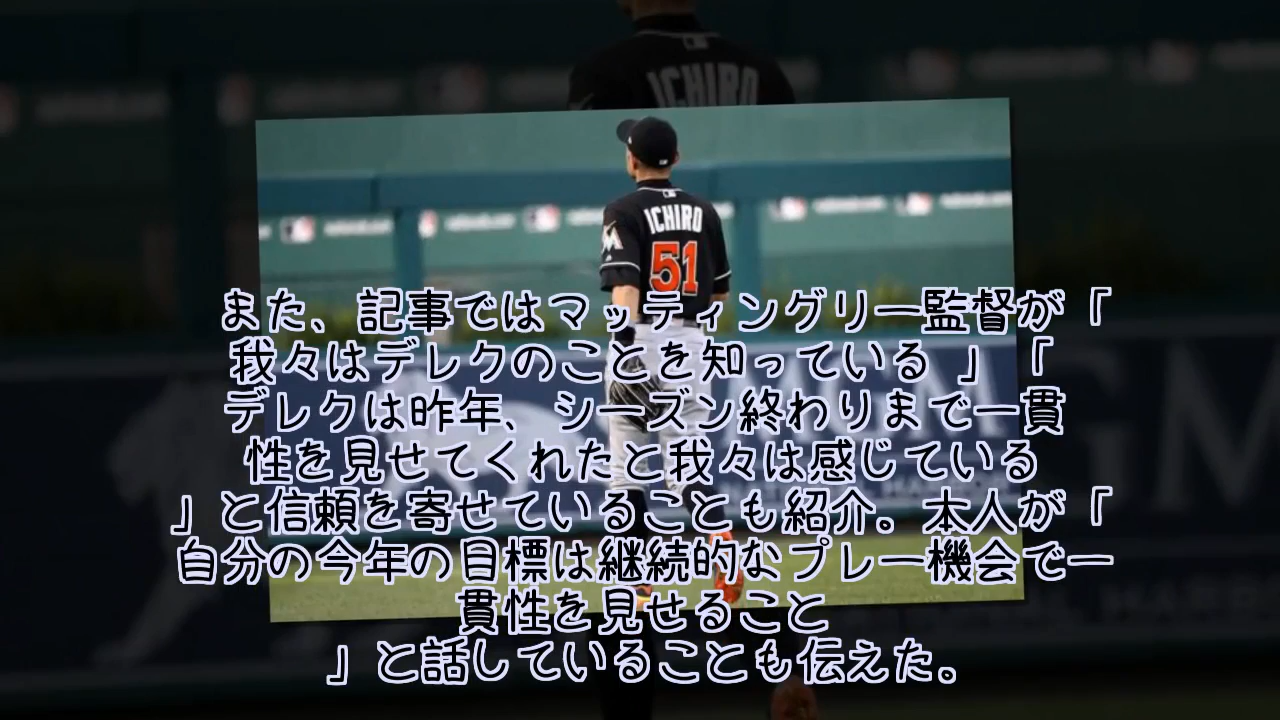 ICHIRO
ICHIRO
51
また、記事ではマッティングリー監督が「
我々はデレクのことを知っている 」「
デレクは昨年、シーズン終わりまで一貫
性を見せてくれたと我々は感じている
」と信頼を寄せていることも紹介。本人が「
自分の今年の目標は継続的なプレー機会で一
貫性を見せること
」と話していることも伝えた。